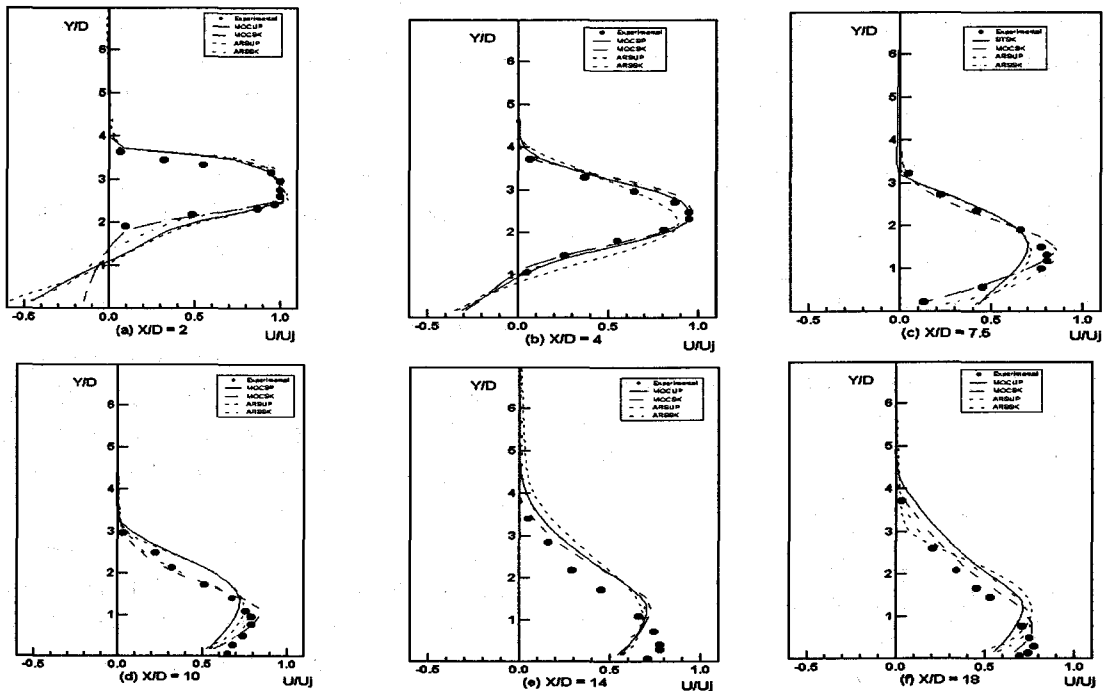 Y/D
6
5
4
3
2
1
Experimental
MOCUP
MOCSK
ARSUP
ARSSK
-0.5
0.0
0.5
1.0
(a) X/D = 2
U/Uj
Y/D
6
5
4
3
2
1
Experimental
MOCSP
MOCSK
ARSUP
ARSSK
-0.5
0.0
0.5
1.0
(b) X/D = 4
U/Uj
Y/D
6
5
4
3
2
1
Experimental
STSK
MOCSK
ARSUP
ARSSK
-0.5
0.0
0.5
1.0
(c) X/D = 7.5
U/Uj
Y/D
6
5
4
3
2
1
Experimental
MOCSP
MOCSK
ARSUP
ARSSK
-0.5
0.0
0.5
1.0
(d) X/D = 10
U/Uj
Y/D
6
5
4
3
2
1
Experimental
MOCUP
MOCSK
ARSUP
ARSSK
-0.5
0.0
0.5
1.0
(e) X/D = 14
U/Uj
Y/D
6
5
4
3
2
1
Experimental
MOCUP
MOCSK
ARSUP
ARSSK
-0.5
0.0
0.5
1.0
(f) X/D = 18
U/Uj